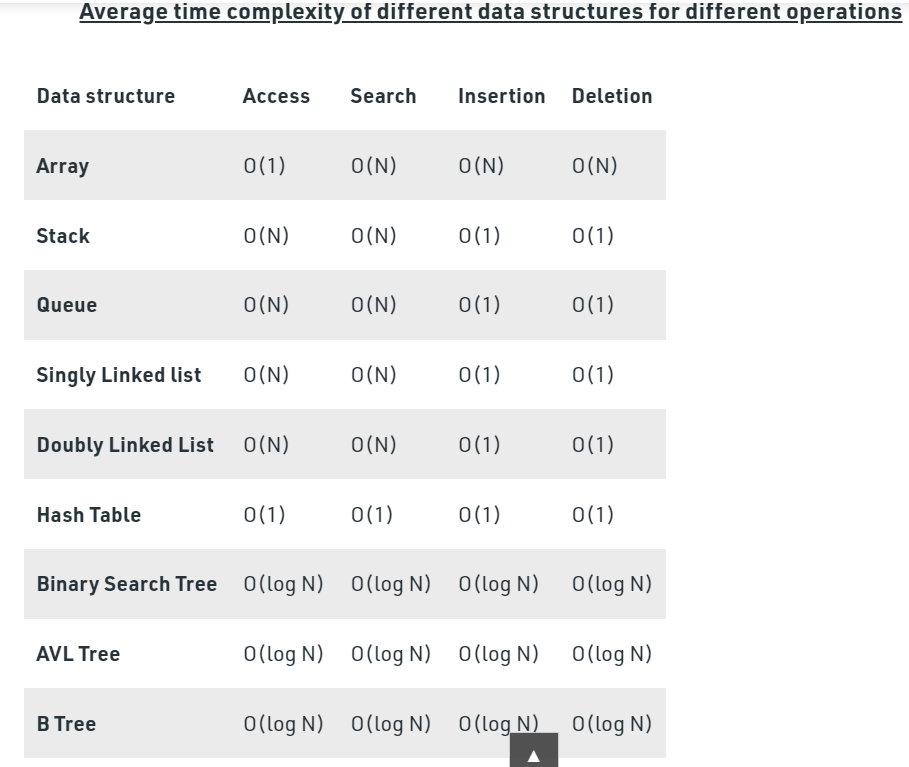 Average time complexity of different data structures for different operations
Data structure Access Search Insertion Deletion
Array O(1) O(N) O(N) O(N)
Stack O(N) O(N) O(1) O(1)
Queue O(N) O(N) O(1) O(1)
Singly Linked list O(N) O(N) O(1) O(1)
Doubly Linked List O(N) O(N) O(1) O(1)
Hash Table O(1) O(1) O(1) O(1)
Binary Search Tree O(log N) O(log N) O(log N) O(log N)
AVL Tree O(log N) O(log N) O(log N) O(log N)
B Tree O(log N) O(log N) O(log N) O(log N)